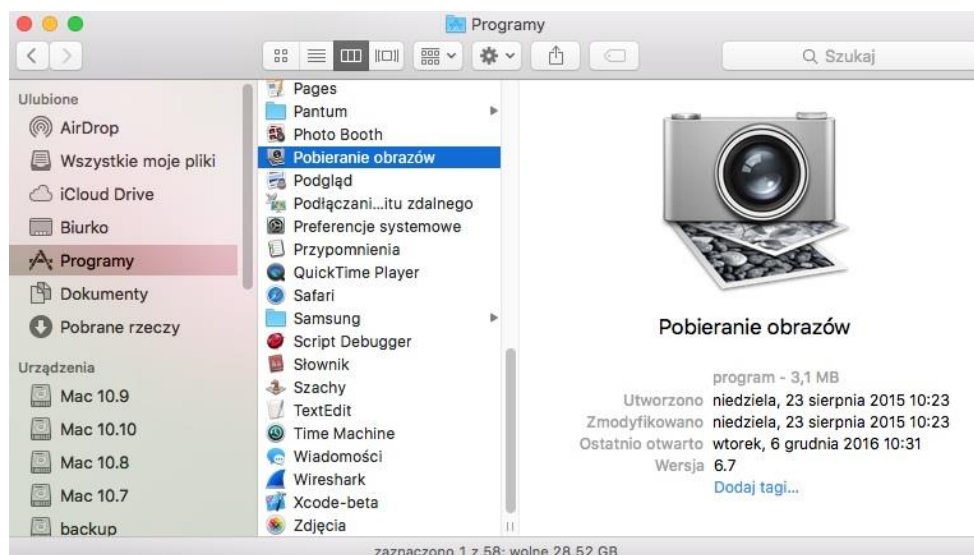 Programy
Szukaj
Ulubione
AirDrop
Wszystkie moje pliki
iCloud Drive
Biurko
Programy
Dokumenty
Pobrane rzeczy
Urządzenia
Mac 10.9
Mac 10.10
Mac 10.8
Mac 10.7
backup
Pages
Pantum
Photo Booth
Pobieranie obrazów
Podgląd
Podłączani...itu zdalnego
Preferencje systemowe
Przypomnienia
QuickTime Player
Safari
Samsung
Script Debugger
Słownik
Szachy
TextEdit
Time Machine
Wiadomości
Wireshark
Xcode-beta
Zdjęcia
Pobieranie obrazów
program - 3,1 MB
Utworzono niedziela, 23 sierpnia 2015 10:23
Zmodyfikowano niedziela, 23 sierpnia 2015 10:23
Ostatnio otwarto wtorek, 6 grudnia 2016 10:31
Wersja 6.7
Dodaj tagi...
zaznaczono 1 z 58; wolne 28,52 GB